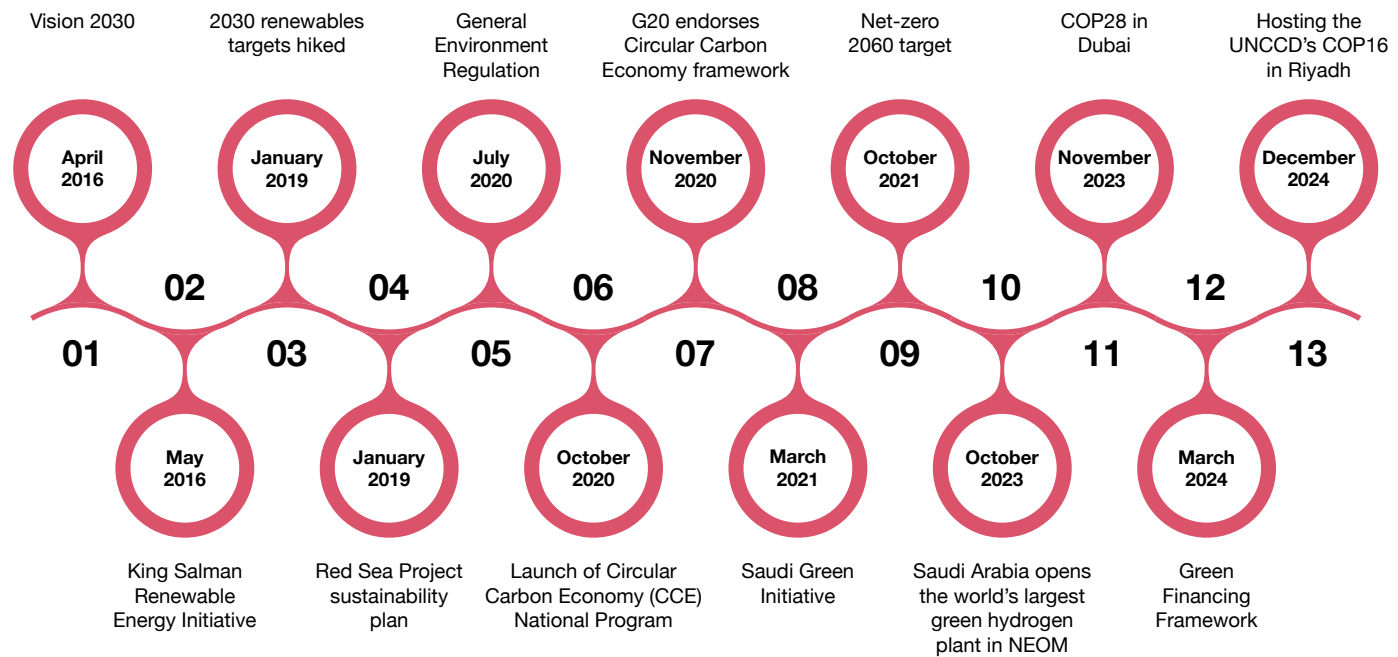 Vision 2030
April
2016
01
02
May
2016
King Salman
Renewable
Energy Initiative
2030 renewables
targets hiked
January
2019
03
04
January
2019
Red Sea Project
sustainability
plan
General
Environment
Regulation
July
2020
05
06
October
2020
Launch of Circular
Carbon Economy (CCE)
National Program
G20 endorses
Circular Carbon
Economy framework
November
2020
07
08
March
2021
Saudi Green
Initiative
Net-zero
2060 target
October
2021
09
10
October
2023
Saudi Arabia opens
the world's largest
green hydrogen
plant in NEOM
COP28 in
Dubai
November
2023
11
12
March
2024
Green
Financing
Framework
Hosting the
UNCCD's COP16
in Riyadh
December
2024
13